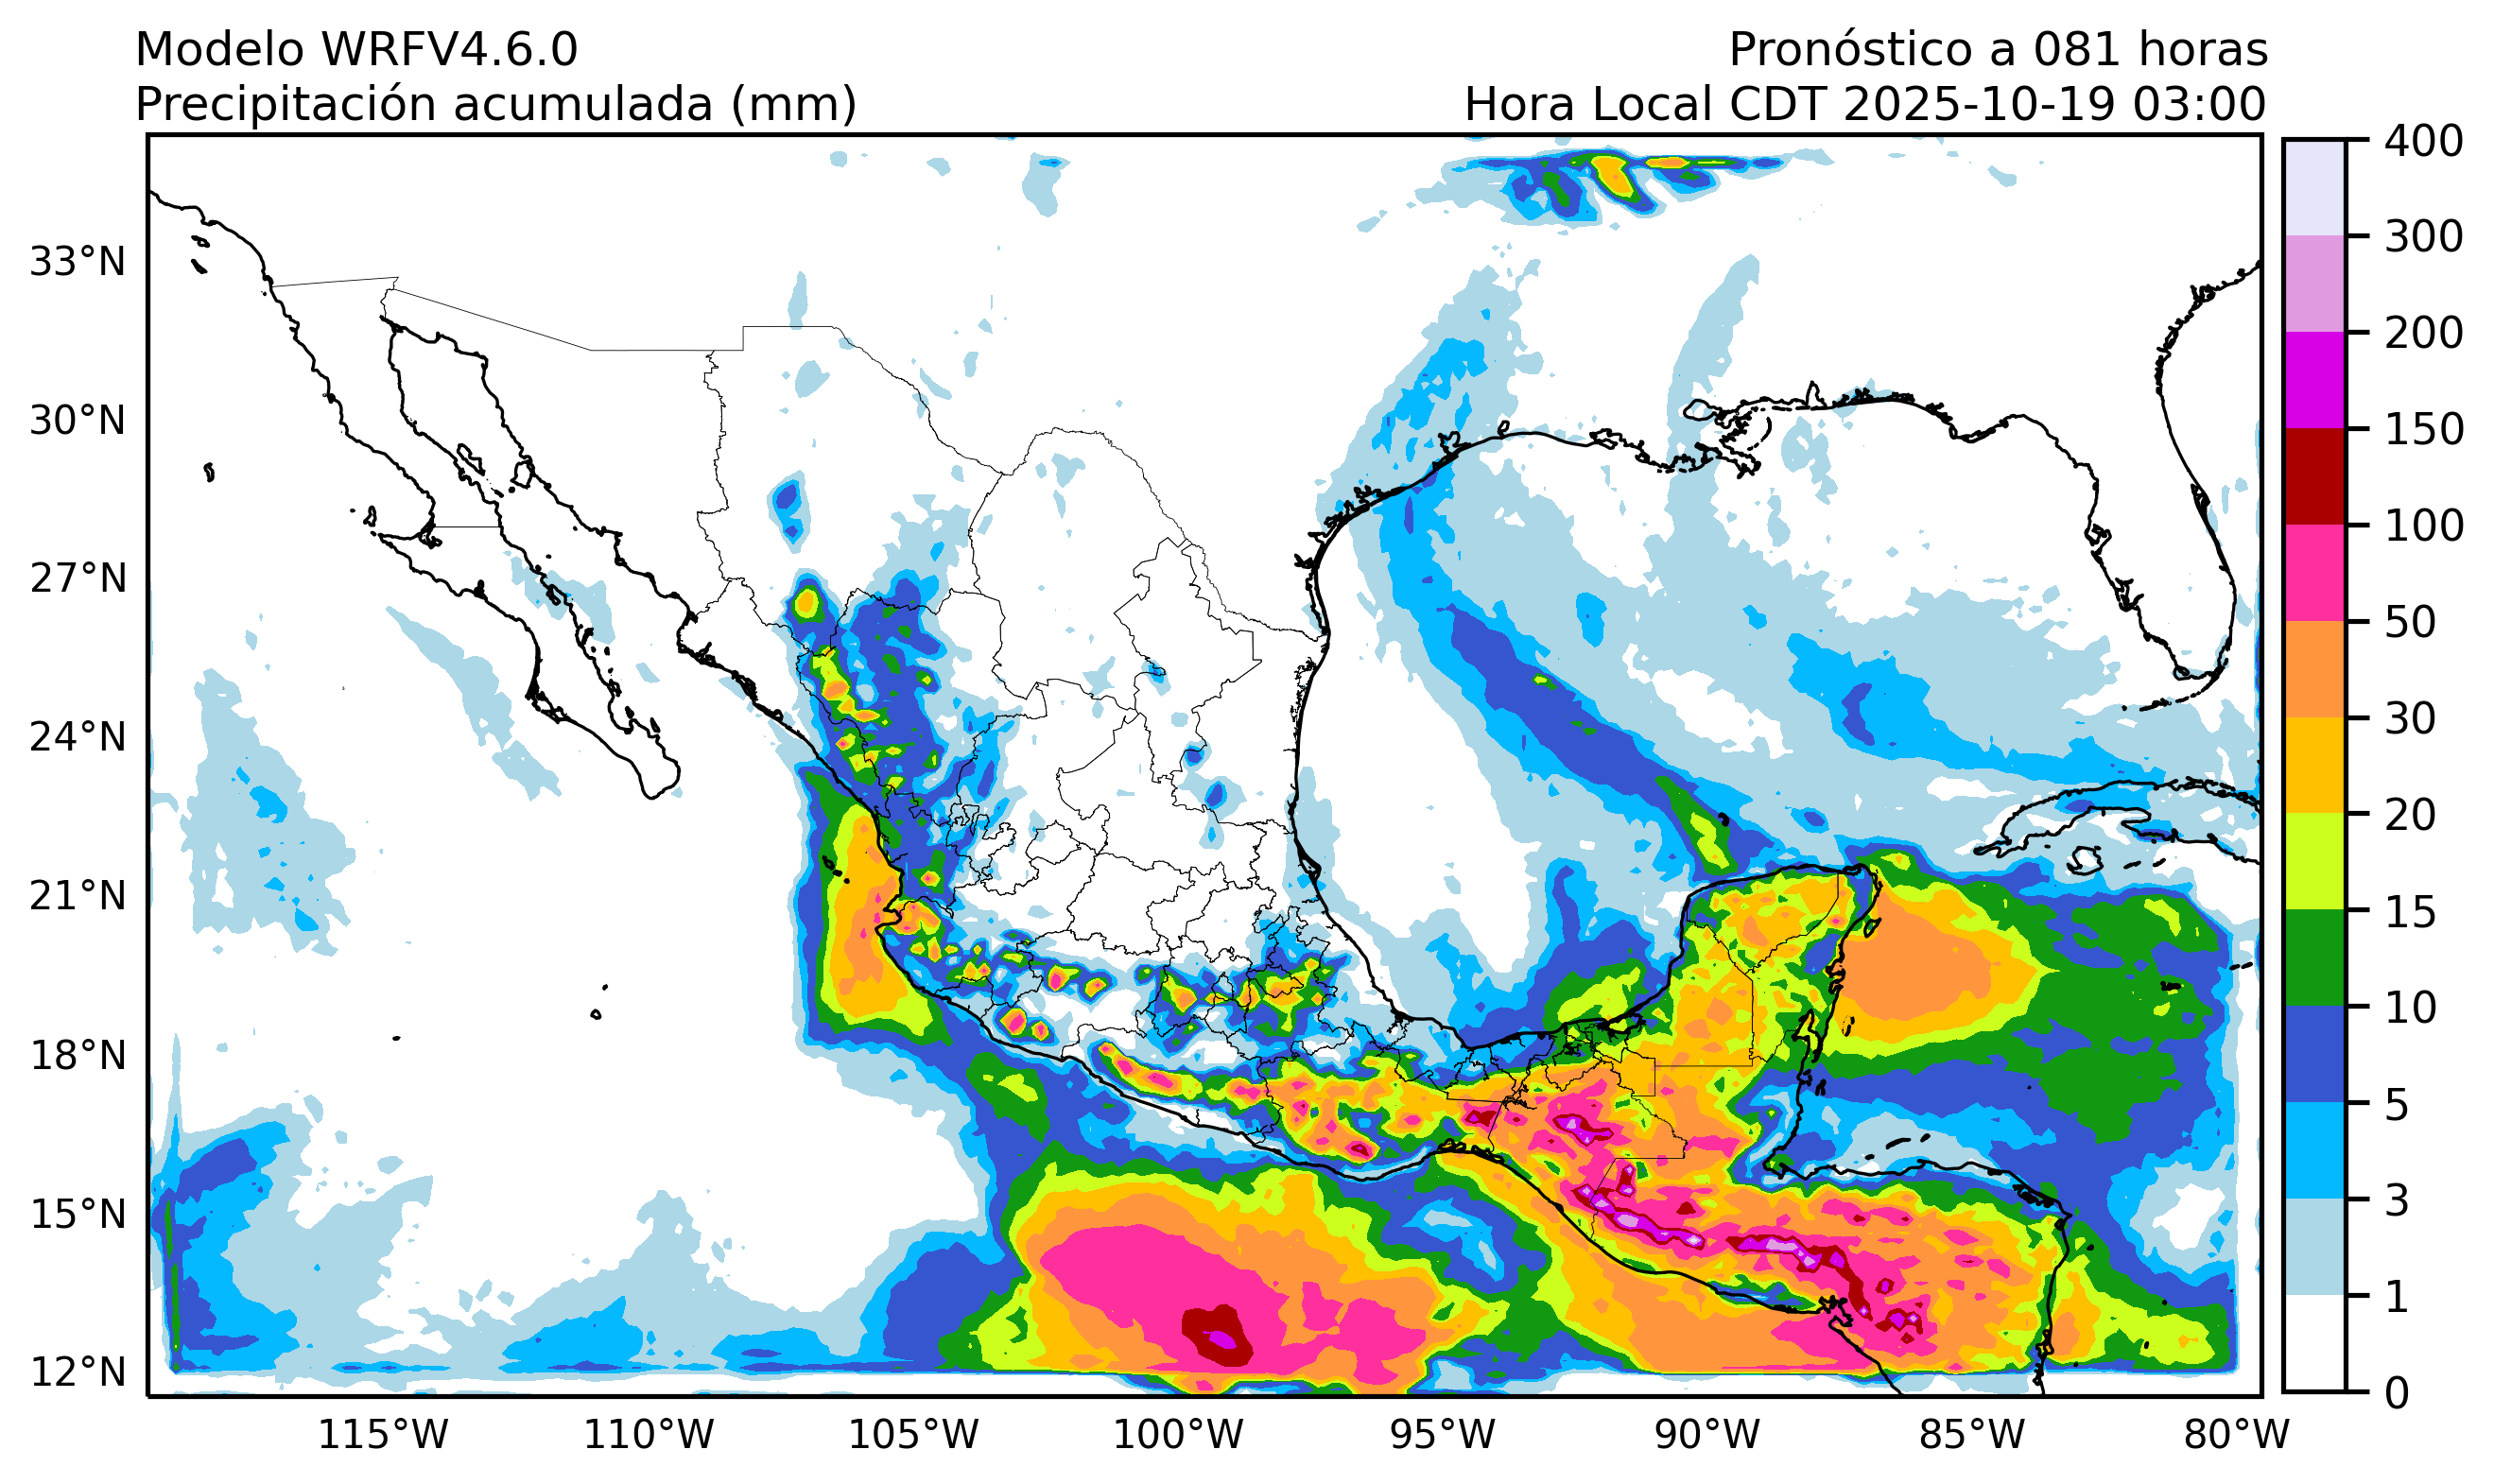 Modelo WRFV4.6.0
Pronóstico a 081 horas
Precipitación acumulada (mm)
Hora Local CDT 2025-10-19 03:00
33°N
30°N
27°N
24°N
21°N
18°N
15°N
12°N
115°W
110°W
105°W
100°W
95°W
90°W
85°W
80°W
400
300
200
150
100
50
30
20
15
10
5
3
1
0